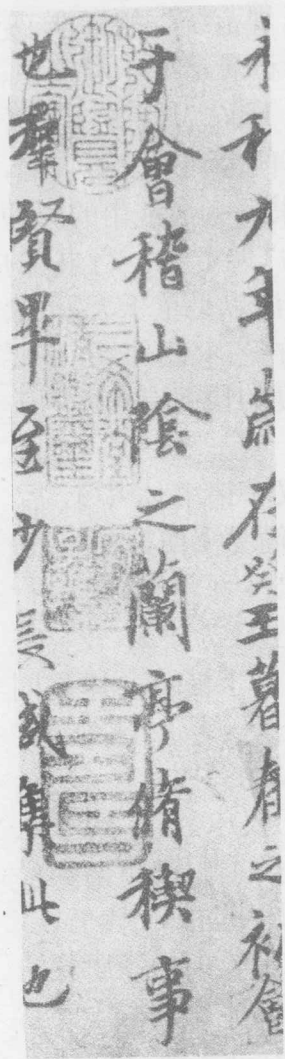 永和九年歲在癸丑暮春之初會
于會稽山陰之蘭亭脩稧事
也羣賢畢至少長咸集此地